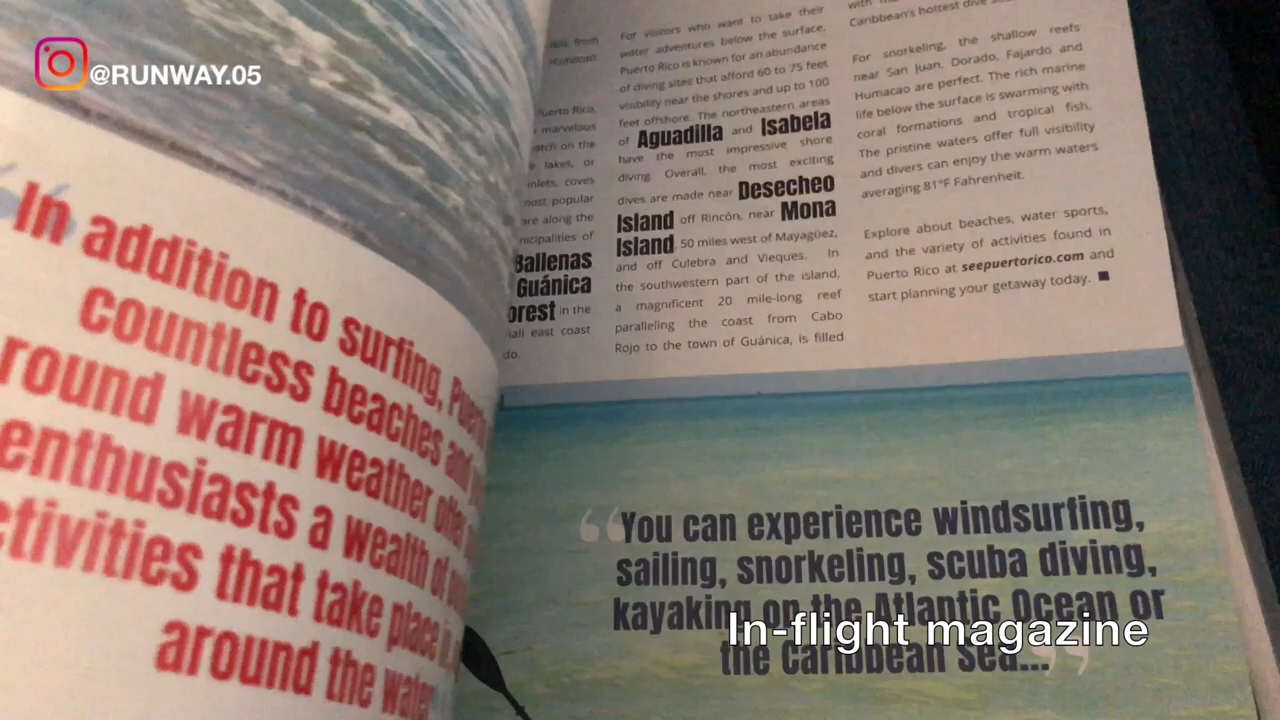 @RUNWAY.05
In addition to surfing,
countless beaches and
round warm weather offer
enthusiasts a wealth of
that take place in
around the water
from
Puerto Rico,
marvelous
on the
lakes, or
inlets, coves
most popular
are along the
of
Ballenas
Guánica
in the
east coast
For visitors who want to take their
water adventures below the surface,
Puerto Rico is known for an abundance
of diving sites that afford 60 to 75 feet
visibility near the shores and up to 100
feet offshore. The northeastern areas
of Aguadilla and Isabela
have the most impressive shore
diving. Overall, the most exciting
dives are made near Desecheo
Island off Rincón, near Mona
Island, 50 miles west of Mayagüez,
and off Culebra and Vieques. In
the southwestern part of the island,
a magnificent 20 mile-long reef
paralleling the coast from Cabo
Rojo to the town of Guánica, is filled
Caribbean's hottest dive
For snorkeling, the shallow reefs
near San Juan, Dorado, Fajardo and
Humacao are perfect. The rich marine
life below the surface is swarming with
coral formations and tropical fish.
The pristine waters offer full visibility
and divers can enjoy the warm waters
averaging 81°F Fahrenheit.
Explore about beaches, water sports,
and the variety of activities found in
Puerto Rico at seepuertorico.com and
start planning your getaway today.
“You can experience windsurfing,
sailing, snorkeling, scuba diving,
kayaking on the Atlantic Ocean or
the Caribbean Sea...”
In-flight magazine